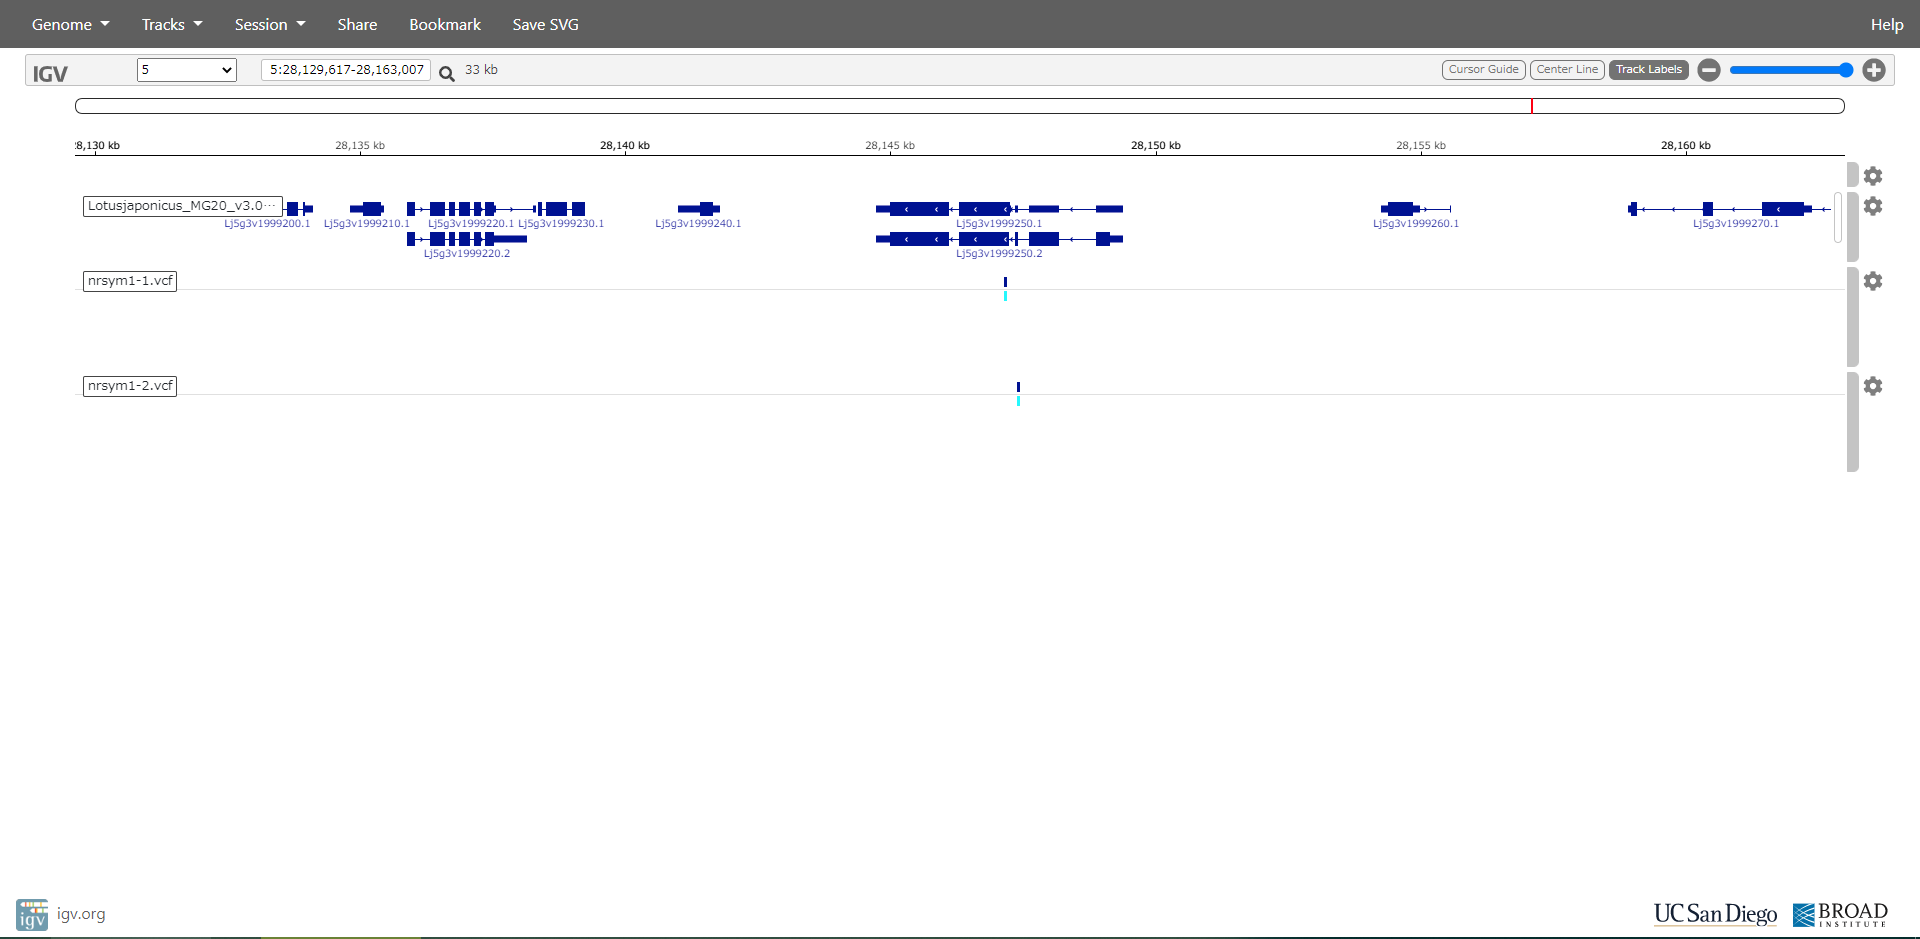 Genome Tracks Session Share Bookmark Save SVG Help
IGV 5 5:28,129,617-28,163,007 33 kb Cursor Guide Center Line Track Labels
28,130 kb 28,135 kb 28,140 kb 28,145 kb 28,150 kb 28,155 kb 28,160 kb
Lotusjaponicus_MG20_v3.0···
Lj5g3v1999200.1 Lj5g3v1999210.1 Lj5g3v1999220.1 Lj5g3v1999230.1 Lj5g3v1999240.1 Lj5g3v1999250.1 Lj5g3v1999260.1 Lj5g3v1999270.1
Lj5g3v1999220.2 Lj5g3v1999250.2
nrsym1-1.vcf
nrsym1-2.vcf
igv igv.org UC San Diego BROAD
INSTITUTE